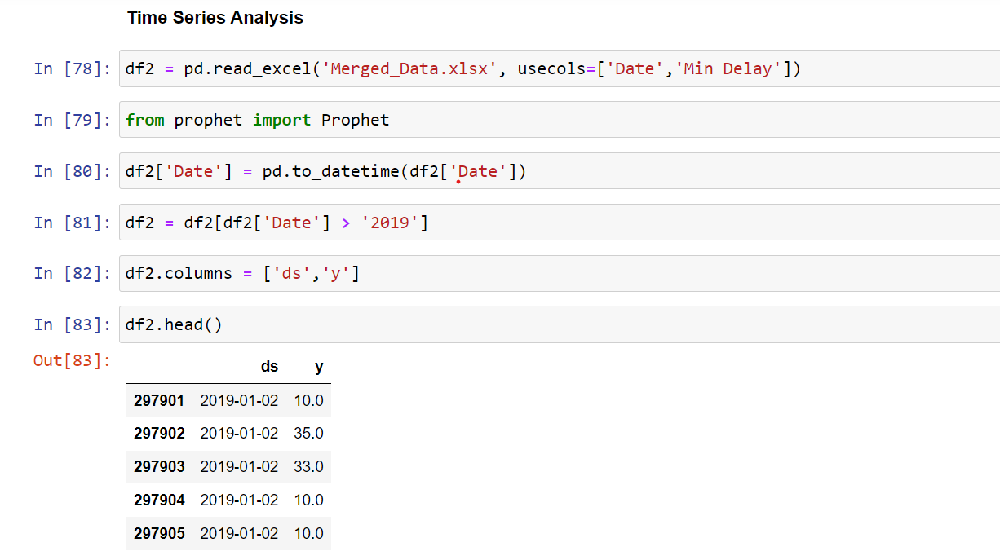 Time Series Analysis
In [78]: df2 = pd.read_excel('Merged_Data.xlsx', usecols=['Date','Min Delay'])
In [79]: from prophet import Prophet
In [80]: df2['Date'] = pd.to_datetime(df2['Date'])
In [81]: df2 = df2[df2['Date'] > '2019']
In [82]: df2.columns = ['ds','y']
In [83]: df2.head()
Out[83]:
ds y
297901 2019-01-02 10.0
297902 2019-01-02 35.0
297903 2019-01-02 33.0
297904 2019-01-02 10.0
297905 2019-01-02 10.0